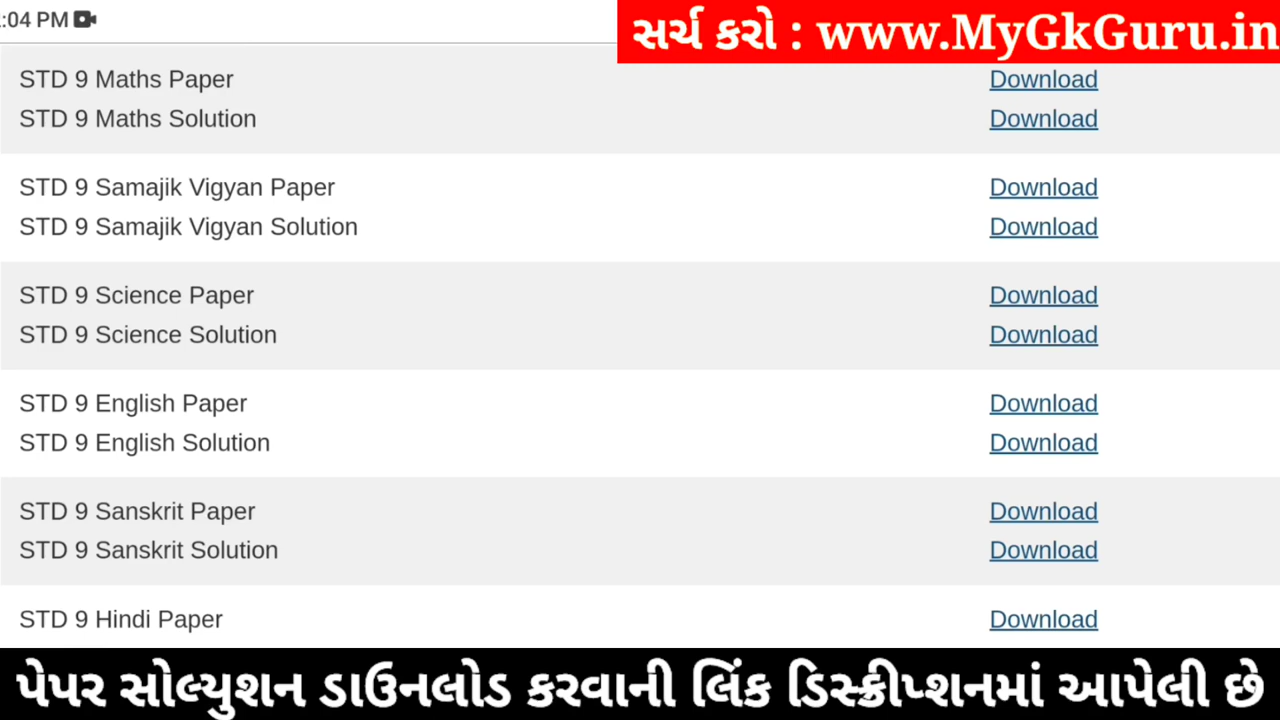 :04 PM
સર્ચ કરો : www.MyGkGuru.in
STD 9 Maths Paper Download
STD 9 Maths Solution Download
STD 9 Samajik Vigyan Paper Download
STD 9 Samajik Vigyan Solution Download
STD 9 Science Paper Download
STD 9 Science Solution Download
STD 9 English Paper Download
STD 9 English Solution Download
STD 9 Sanskrit Paper Download
STD 9 Sanskrit Solution Download
STD 9 Hindi Paper Download
પેપર સોલ્યુશન ડાઉનલોડ કરવાની લિંક ડિસ્ક્રીપ્શનમાં આપેલી છે